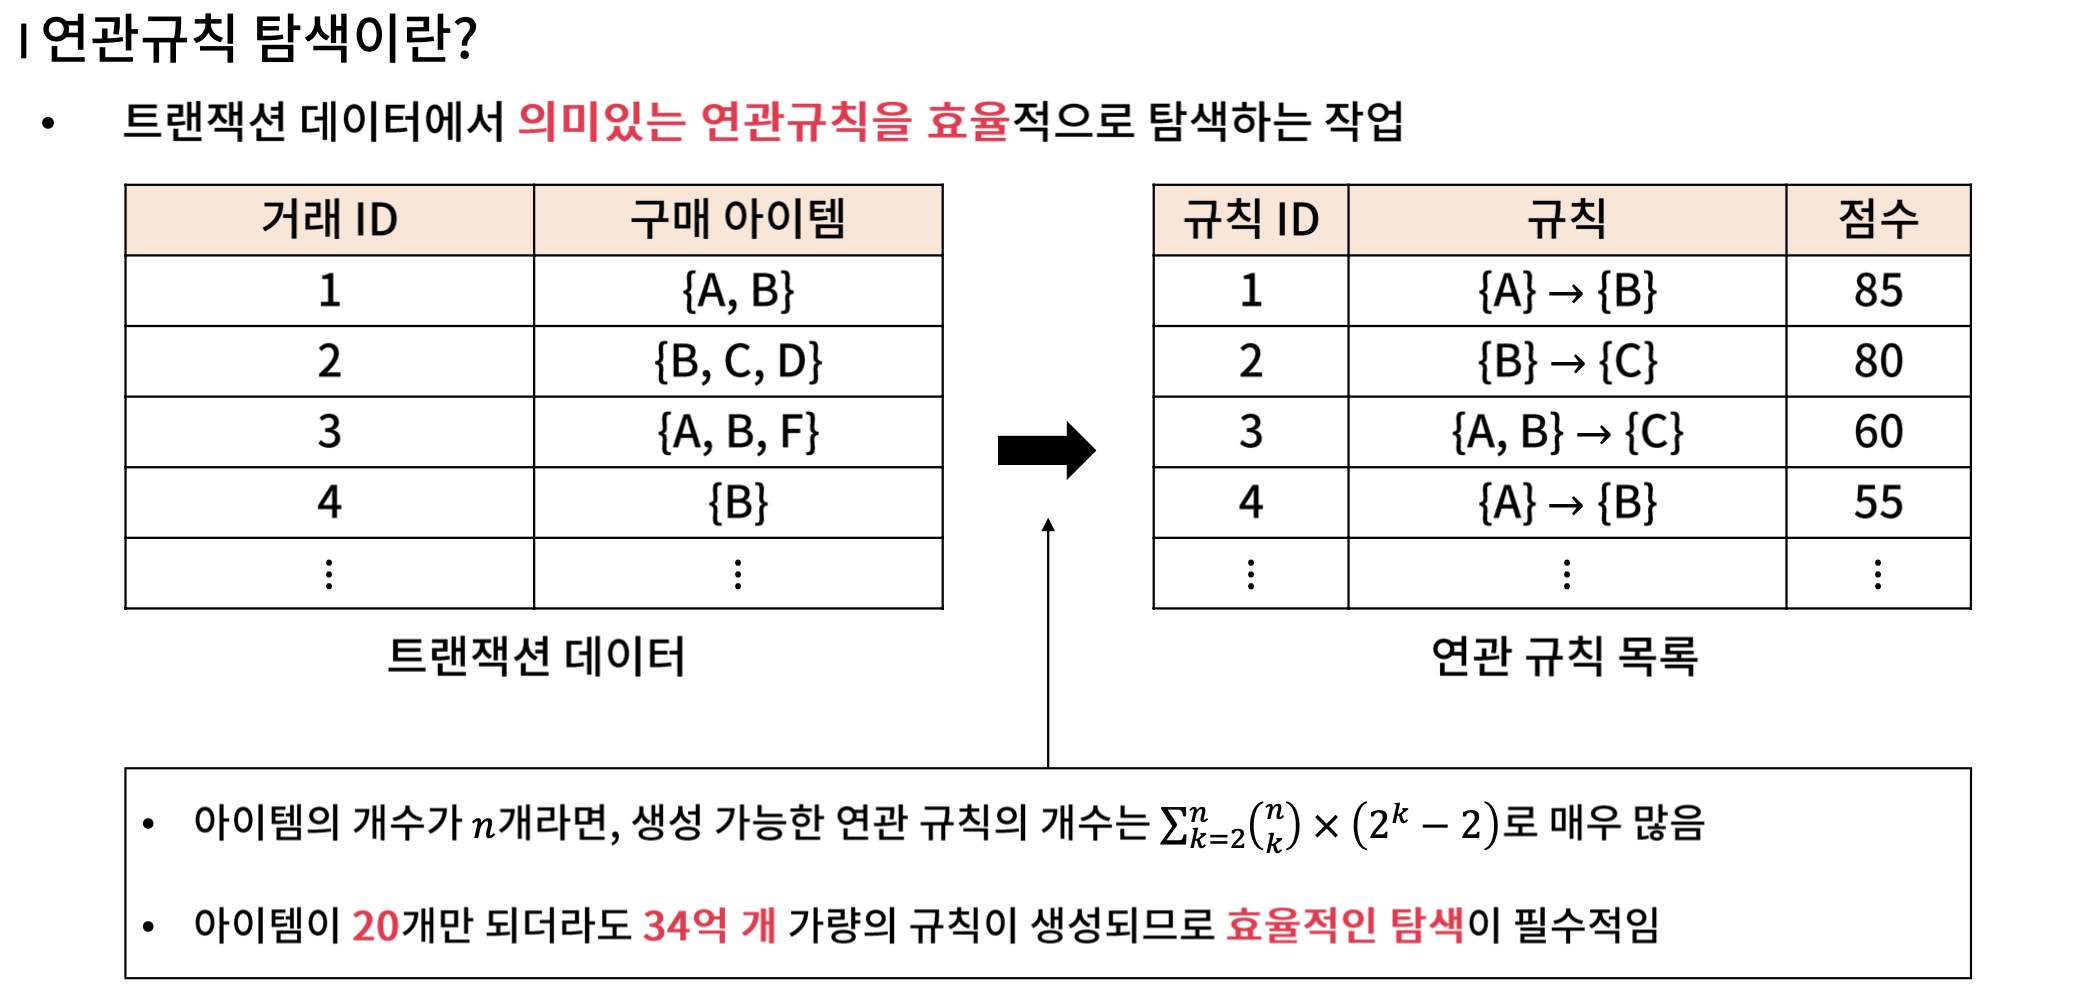 | 연관규칙 탐색이란?
• 트랜잭션 데이터에서 의미있는 연관규칙을 효율적으로 탐색하는 작업
거래 ID 구매 아이템
1 {A, B}
2 {B, C, D}
3 {A, B, F}
4 {B}
⋮ ⋮
트랜잭션 데이터
규칙 ID 규칙 점수
1 {A} → {B} 85
2 {B} → {C} 80
3 {A, B} → {C} 60
4 {A} → {B} 55
⋮ ⋮ ⋮
연관 규칙 목록
• 아이템의 개수가 n개라면, 생성 가능한 연관 규칙의 개수는 $\sum_{k=2}^{n}\binom{n}{k} \times (2^k - 2)$로 매우 많음
• 아이템이 20개만 되더라도 34억 개 가량의 규칙이 생성되므로 효율적인 탐색이 필수적임